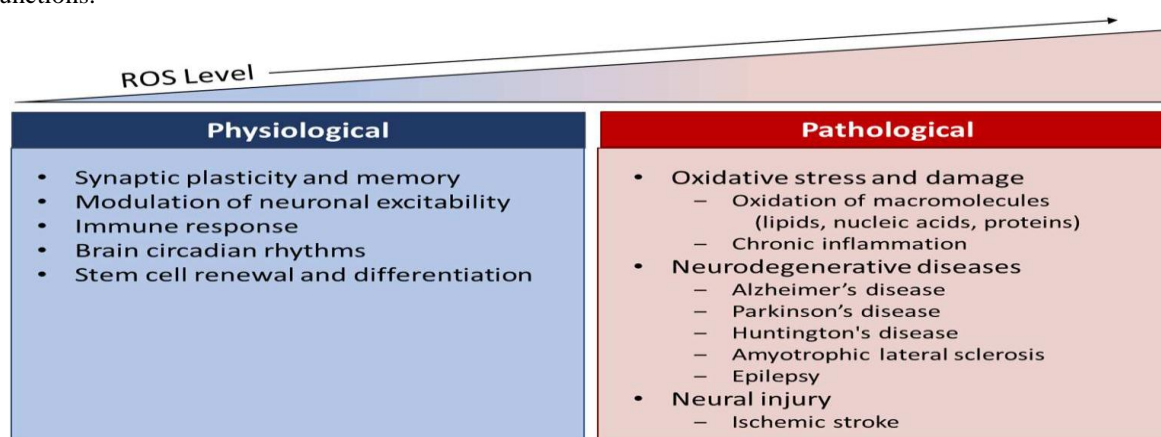 ROS Level
Physiological
• Synaptic plasticity and memory
• Modulation of neuronal excitability
• Immune response
• Brain circadian rhythms
• Stem cell renewal and differentiation
Pathological
• Oxidative stress and damage
– Oxidation of macromolecules
(lipids, nucleic acids, proteins)
– Chronic inflammation
• Neurodegenerative diseases
– Alzheimer’s disease
– Parkinson’s disease
– Huntington's disease
– Amyotrophic lateral sclerosis
– Epilepsy
• Neural injury
– Ischemic stroke